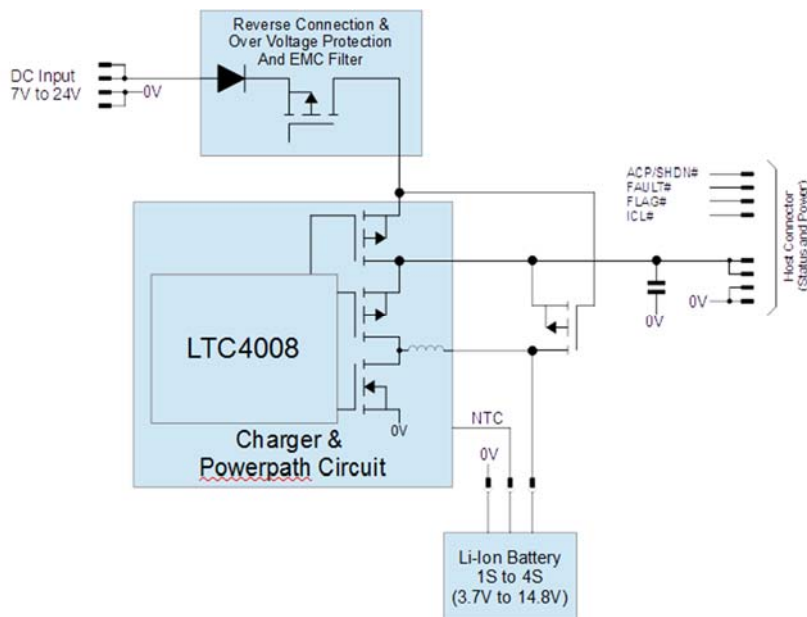 Reverse Connection &
Over Voltage Protection
And EMC Filter
DC Input
7V to 24V
0V
ACP/SHDN#
FAULT#
FLAG#
ICL#
Host Connector
(Status and Power)
0V
0V
LTC4008
0V
Charger &
Powerpath Circuit
NTC
0V
Li-Ion Battery
1S to 4S
(3.7V to 14.8V)